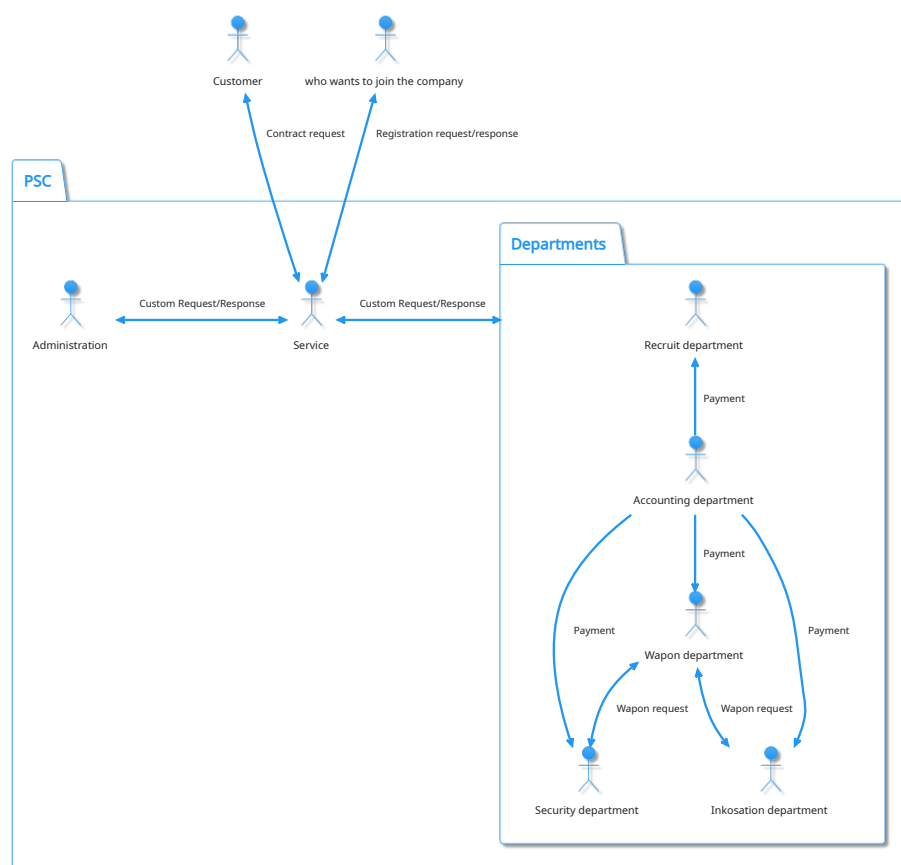 Customer
who wants to join the company
Contract request
Registration request/response
PSC
Departments
Custom Request/Response
Custom Request/Response
Administration
Service
Recruit department
Payment
Accounting department
Payment
Payment
Payment
Wapon department
Wapon request
Wapon request
Security department
Inkosation department